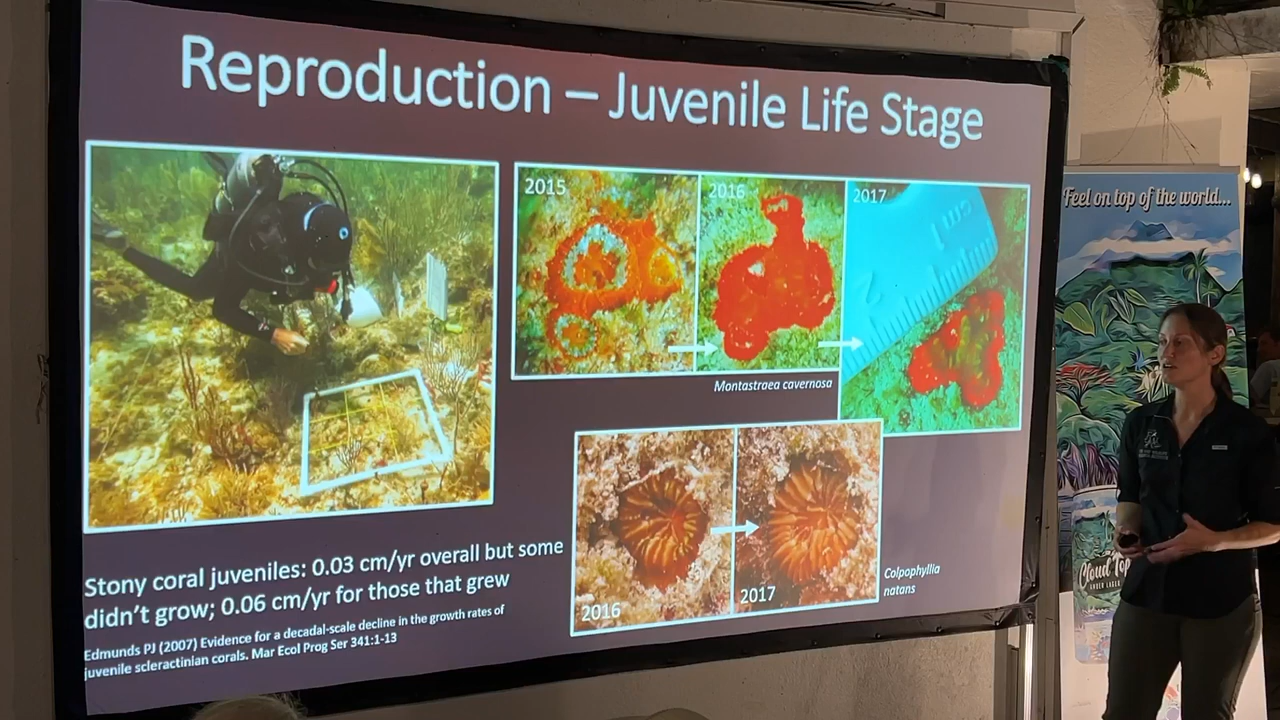 Reproduction – Juvenile Life Stage
2015
2016
2017
cm
Montastraea cavernosa
2016
2017
Colpophyllia
natans
Stony coral juveniles: 0.03 cm/yr overall but some
didn't grow; 0.06 cm/yr for those that grew
Edmunds PJ (2007) Evidence for a decadal-scale decline in the growth rates of
juvenile scleractinian corals. Mar Ecol Prog Ser 341:1-13
Feel on top of the world...
Cloud Top